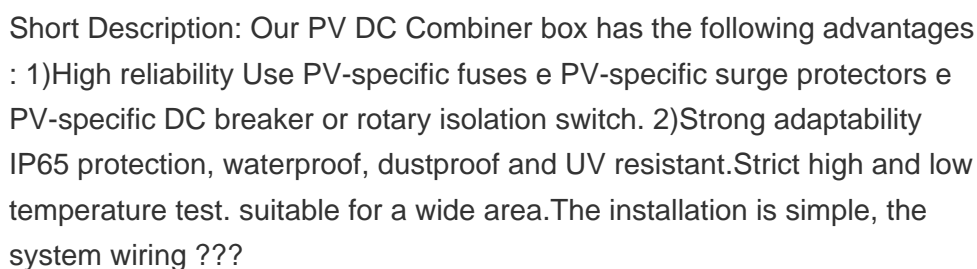 Short Description: Our PV DC Combiner box has the following advantages
: 1)High reliability Use PV-specific fuses e PV-specific surge protectors e
PV-specific DC breaker or rotary isolation switch. 2)Strong adaptability
IP65 protection, waterproof, dustproof and UV resistant.Strict high and low
temperature test. suitable for a wide area.The installation is simple, the
system wiring ???